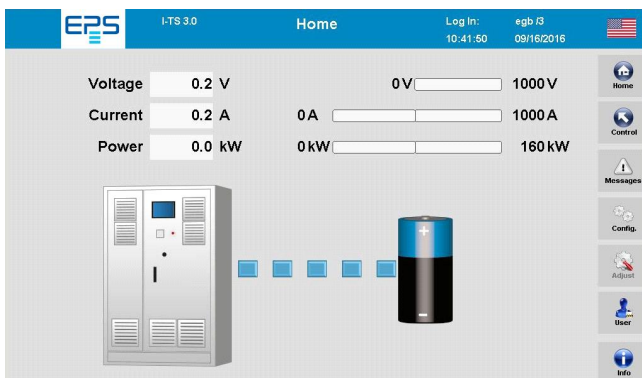 EPS
I-TS 3.0
Home
Log In: egb /3
10:41:50 09/16/2016
Voltage 0.2 V 0 V 1000 V
Current 0.2 A 0 A 1000 A
Power 0.0 kW 0 kW 160 kW
Home
Control
Messages
Config.
Adjust
User
Info
+
-